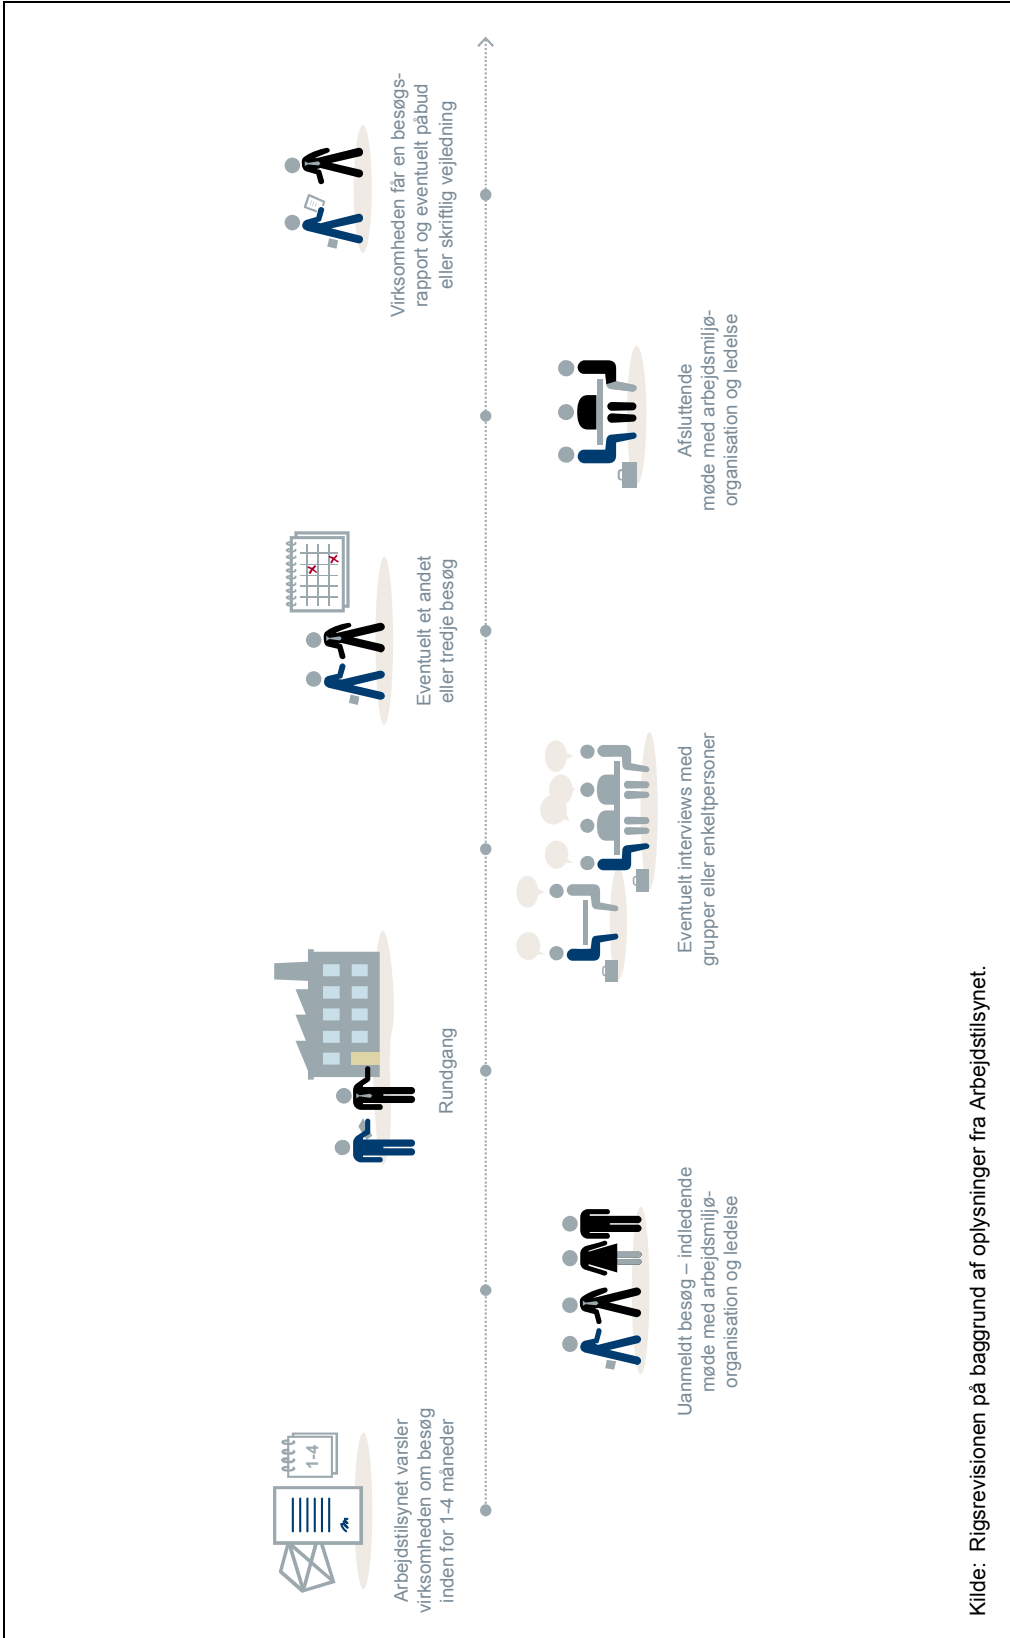 1-4
Arbejdstilsynet varsler
virksomheden om besøg
inden for 1-4 måneder
Uanmeldt besøg – indledende
møde med arbejdsmiljø-
organisation og ledelse
Rundgang
Eventuelt interviews med
grupper eller enkeltpersoner
Eventuelt et andet
eller tredje besøg
Afsluttende
møde med arbejdsmiljø-
organisation og ledelse
Virksomheden får en besøgs-
rapport og eventuelt påbud
eller skriftlig vejledning
Kilde: Rigsrevisionen på baggrund af oplysninger fra Arbejdstilsynet.